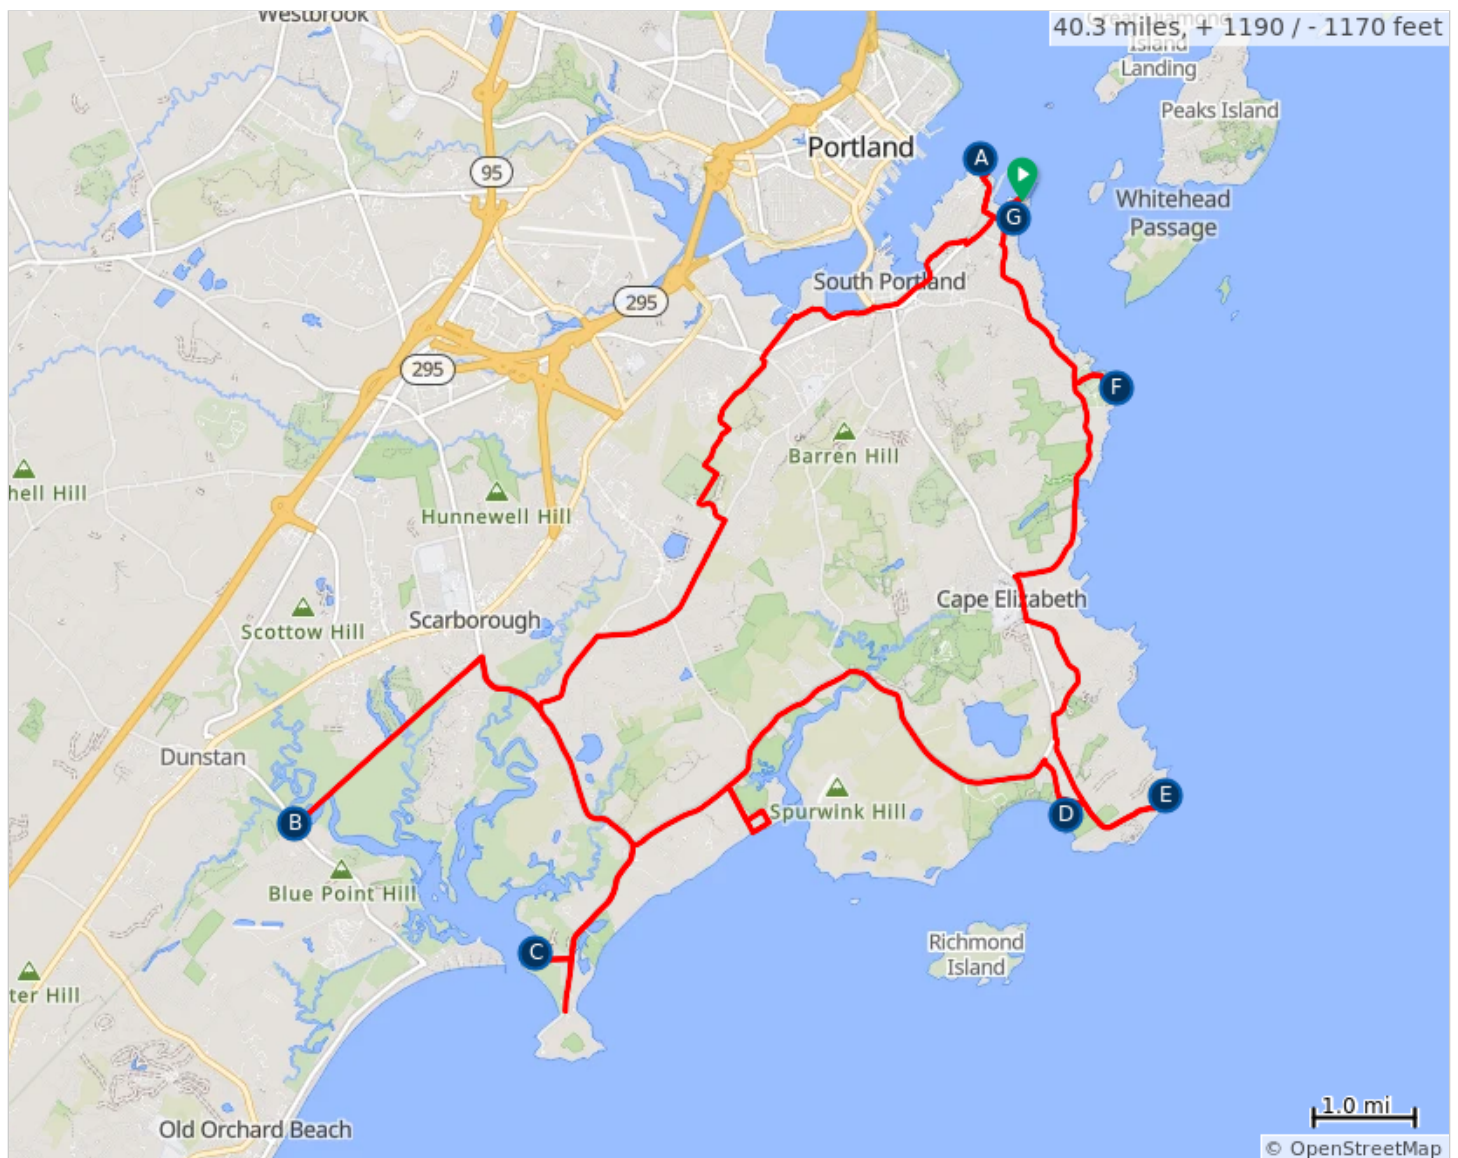 Westbrook
40.3 miles, + 1190 / - 1170 feet
Great Diamond
Island
Landing
Peaks Island
Portland
A
95
Whitehead
Passage
G
South Portland
295
295
F
Barren Hill
hell Hill
Hunnewell Hill
Cape Elizabeth
Scarborough
Scottow Hill
Dunstan
E
Spurwink Hill
D
B
Blue Point Hill
Richmond
Island
C
ter Hill
1.0 mi
Old Orchard Beach
© OpenStreetMap